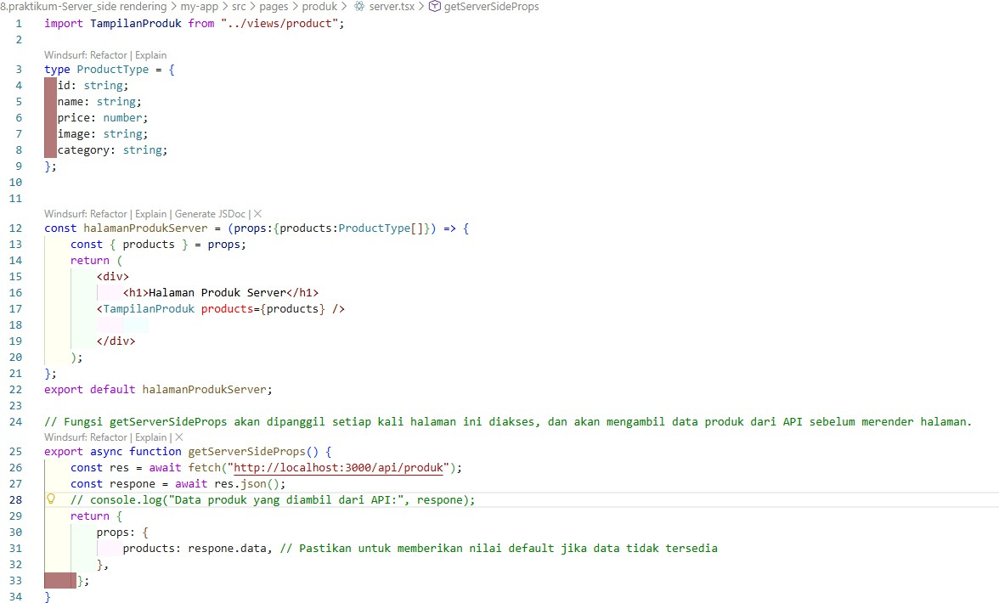 8.praktikum-Server_side rendering > my-app > src > pages > produk > server.tsx > getServerSideProps
1 import TampilanProduk from "../views/product";
2
Windsurf: Refactor | Explain
3 type ProductType = {
4 id: string;
5 name: string;
6 price: number;
7 image: string;
8 category: string;
9 };
10
11
Windsurf: Refactor | Explain | Generate JSDoc | ×
12 const halamanProdukServer = (props:{products:ProductType[]}) => {
13 const { products } = props;
14 return (
15 <div>
16 <h1>Halaman Produk Server</h1>
17 <TampilanProduk products={products} />
18
19 </div>
20 );
21 };
22 export default halamanProdukServer;
23
24 // Fungsi getServerSideProps akan dipanggil setiap kali halaman ini diakses, dan akan mengambil data produk dari API sebelum merender halaman.
Windsurf: Refactor | Explain | ×
25 export async function getServerSideProps() {
26 const res = await fetch("http://localhost:3000/api/produk");
27 const respone = await res.json();
28 // console.log("Data produk yang diambil dari API:", respone);
29 return {
30 props: {
31 products: respone.data, // Pastikan untuk memberikan nilai default jika data tidak tersedia
32 },
33 };
34 }